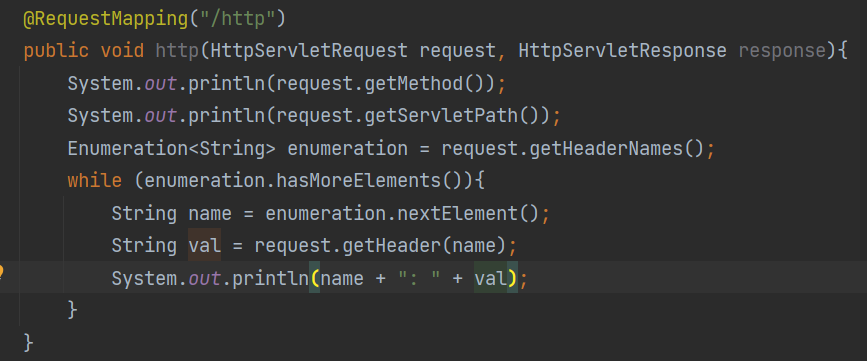 @RequestMapping("/http")
public void http(HttpServletRequest request, HttpServletResponse response){
    System.out.println(request.getMethod());
    System.out.println(request.getServletPath());
    Enumeration<String> enumeration = request.getHeaderNames();
    while (enumeration.hasMoreElements()){
        String name = enumeration.nextElement();
        String val = request.getHeader(name);
        System.out.println(name + ": " + val);
    }
}